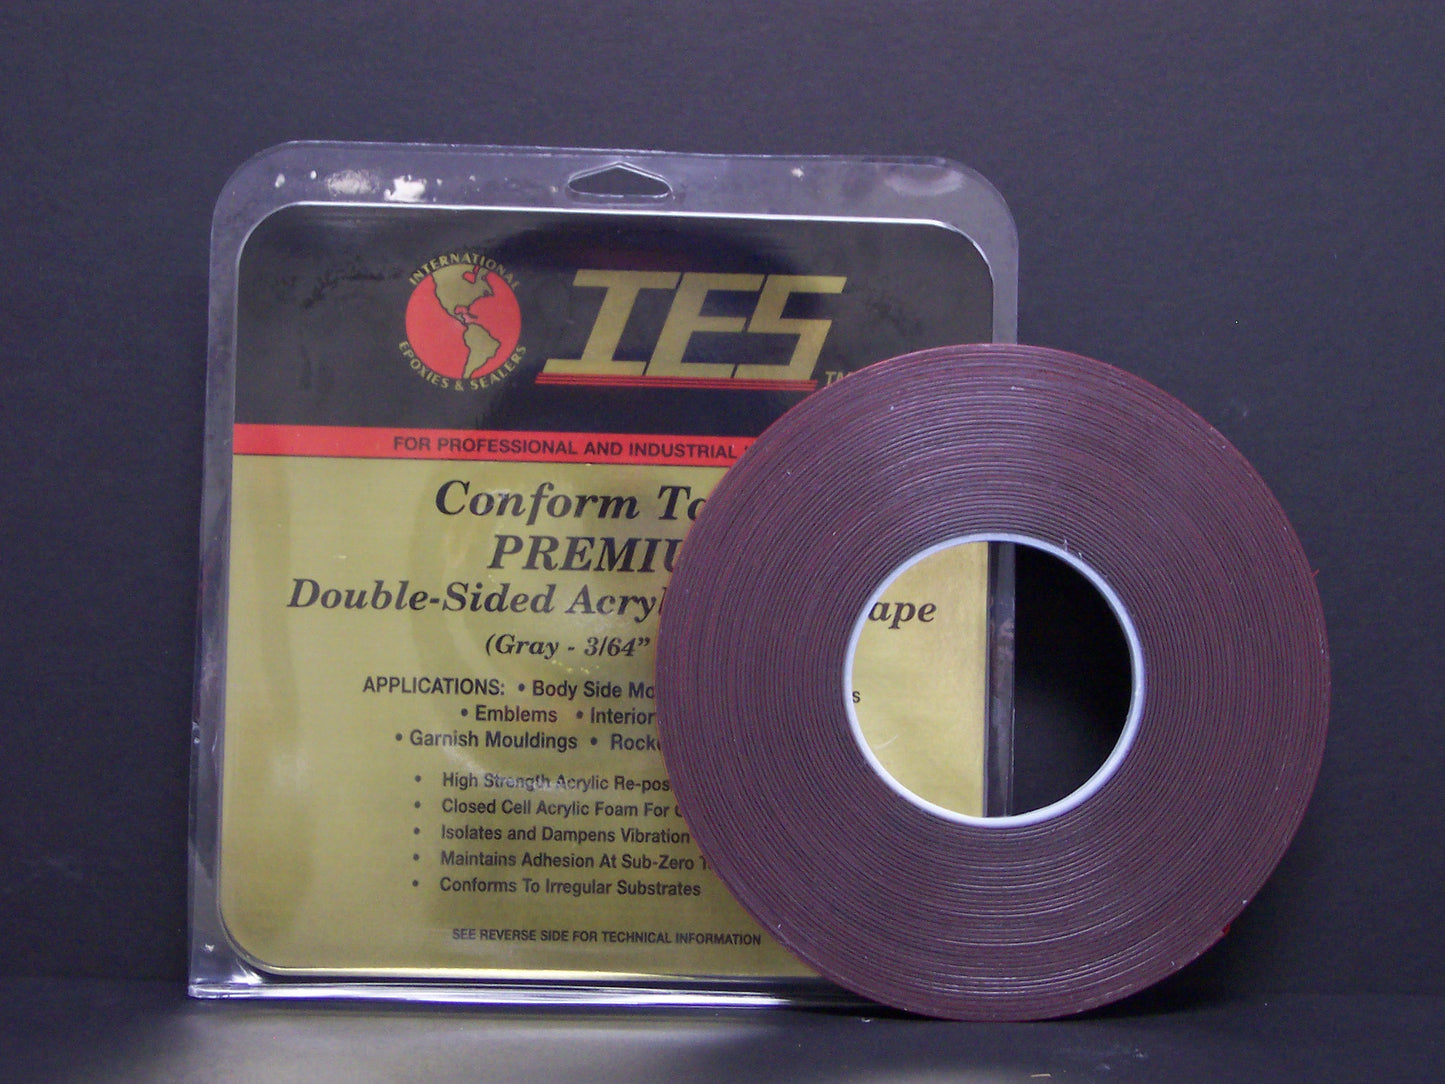 INTERNATIONAL
EPOXIES & SEALERS
IES
TM
FOR PROFESSIONAL AND INDUSTRIAL
Conform
PREMIU
Double-Sided Acryl ape
(Gray - 3/64”
APPLICATIONS: • Body Side Mo s
• Emblems • Interior
• Garnish Mouldings • Rock
• High Strength Acrylic Re-pos
• Closed Cell Acrylic Foam For
• Isolates and Dampens Vibration
• Maintains Adhesion At Sub-Zero
• Conforms To Irregular Substrates
SEE REVERSE SIDE FOR TECHNICAL INFORMATION